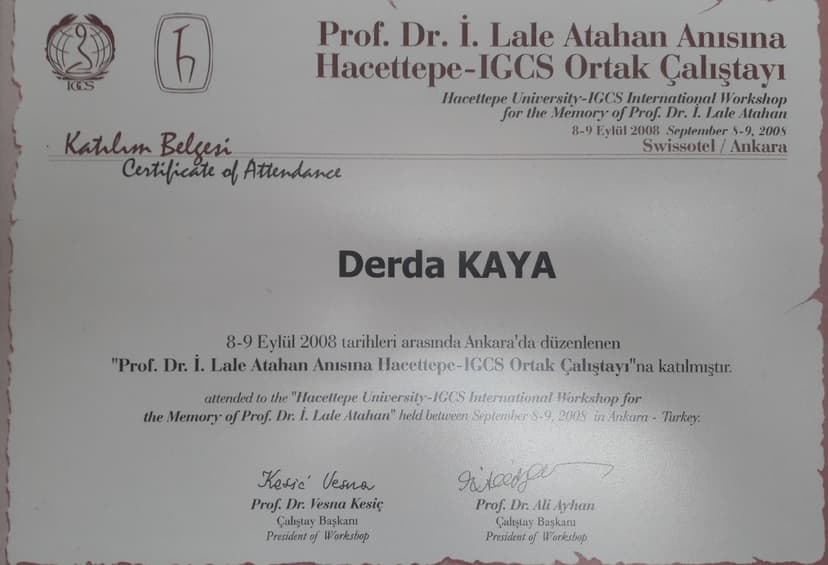 IGCS
Prof. Dr. İ. Lale Atahan Anısına
Hacettepe-IGCS Ortak Çalıştayı
Hacettepe University-IGCS International Workshop
for the Memory of Prof. Dr. İ. Lale Atahan
8-9 Eylül 2008 September 8-9, 2008
Swissotel / Ankara
Katılım Belgesi
Certificate of Attendance
Derda KAYA
8-9 Eylül 2008 tarihleri arasında Ankara'da düzenlenen
"Prof. Dr. İ. Lale Atahan Anısına Hacettepe-IGCS Ortak Çalıştayı"na katılmıştır.
attended to the "Hacettepe University-IGCS International Workshop for
the Memory of Prof. Dr. İ. Lale Atahan" held between September 8-9, 2008 in Ankara - Turkey.
Kesić Vesna
Prof. Dr. Vesna Kesiç
Çalıştay Başkanı
President of Workshop
Prof. Dr. Ali Ayhan
Çalıştay Başkanı
President of Workshop